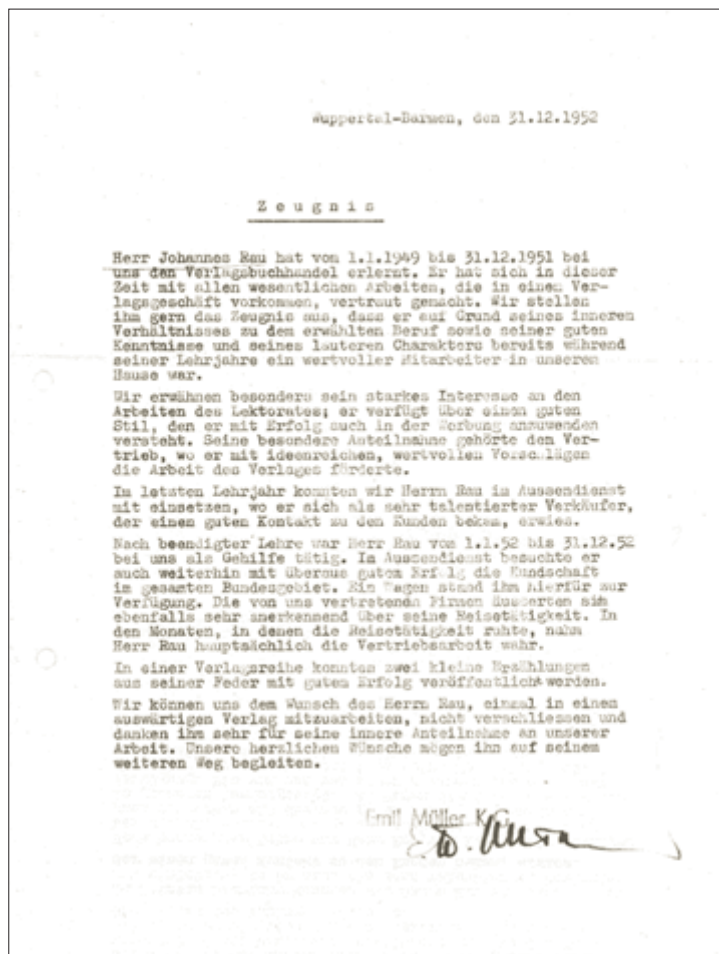 Wuppertal-Barmen, den 31.12.1952
Zeugnis
Herr Johannes Rau hat vom 1.1.1949 bis 31.12.1951 bei
uns den Verlagsbuchhandel erlernt. Er hat sich in dieser
Zeit mit allen wesentlichen Arbeiten, die in einem Ver-
lagsgeschäft vorkommen, vertraut gemacht. Wir stellen
ihm gern das Zeugnis aus, dass er auf Grund seines inneren
Verhältnisses zu dem erwählten Beruf sowie seiner guten
Kenntnisse und seines lauteren Charakters bereits während
seiner Lehrjahre ein wertvoller Mitarbeiter in unserem
Hause war.
Wir erwähnen besonders sein starkes Interesse an den
Arbeiten des Lektorates; er verfügt über einen guten
Stil, den er mit Erfolg auch in der Werbung anzuwenden
versteht. Seine besondere Anteilnahme gehörte dem Ver-
trieb, wo er mit ideenreichen, wertvollen Vorschlägen
die Arbeit des Verlages förderte.
Im letzten Lehrjahr konnten wir Herrn Rau im Aussendienst
mit einsetzen, wo er sich als sehr talentierter Verkäufer,
der einen guten Kontakt zu den Kunden bekam, erwies.
Nach beendigter Lehre war Herr Rau vom 1.1.52 bis 31.12.52
bei uns als Gehilfe tätig. Im Aussendienst besuchte er
auch weiterhin mit überaus gutem Erfolg die Kundschaft
im gesamten Bundesgebiet. Ein Wagen stand ihm hierfür zur
Verfügung. Die von uns vertretenden Firmen äusserten sich
ebenfalls sehr anerkennend über seine Reisetätigkeit. In
den Monaten, in denen die Reisetätigkeit ruhte, nahm
Herr Rau hauptsächlich die Vertriebsarbeit wahr.
In einer Verlagsreihe konnten zwei kleine Erzählungen
aus seiner Feder mit gutem Erfolg veröffentlicht werden.
Wir können uns dem Wunsch des Herrn Rau, einmal in einem
auswärtigen Verlag mitzuarbeiten, nicht verschliessen und
danken ihm sehr für seine innere Anteilnahme an unserer
Arbeit. Unsere herzlichen Wünsche mögen ihn auf seinem
weiteren Weg begleiten.
Emil Müller K.G.